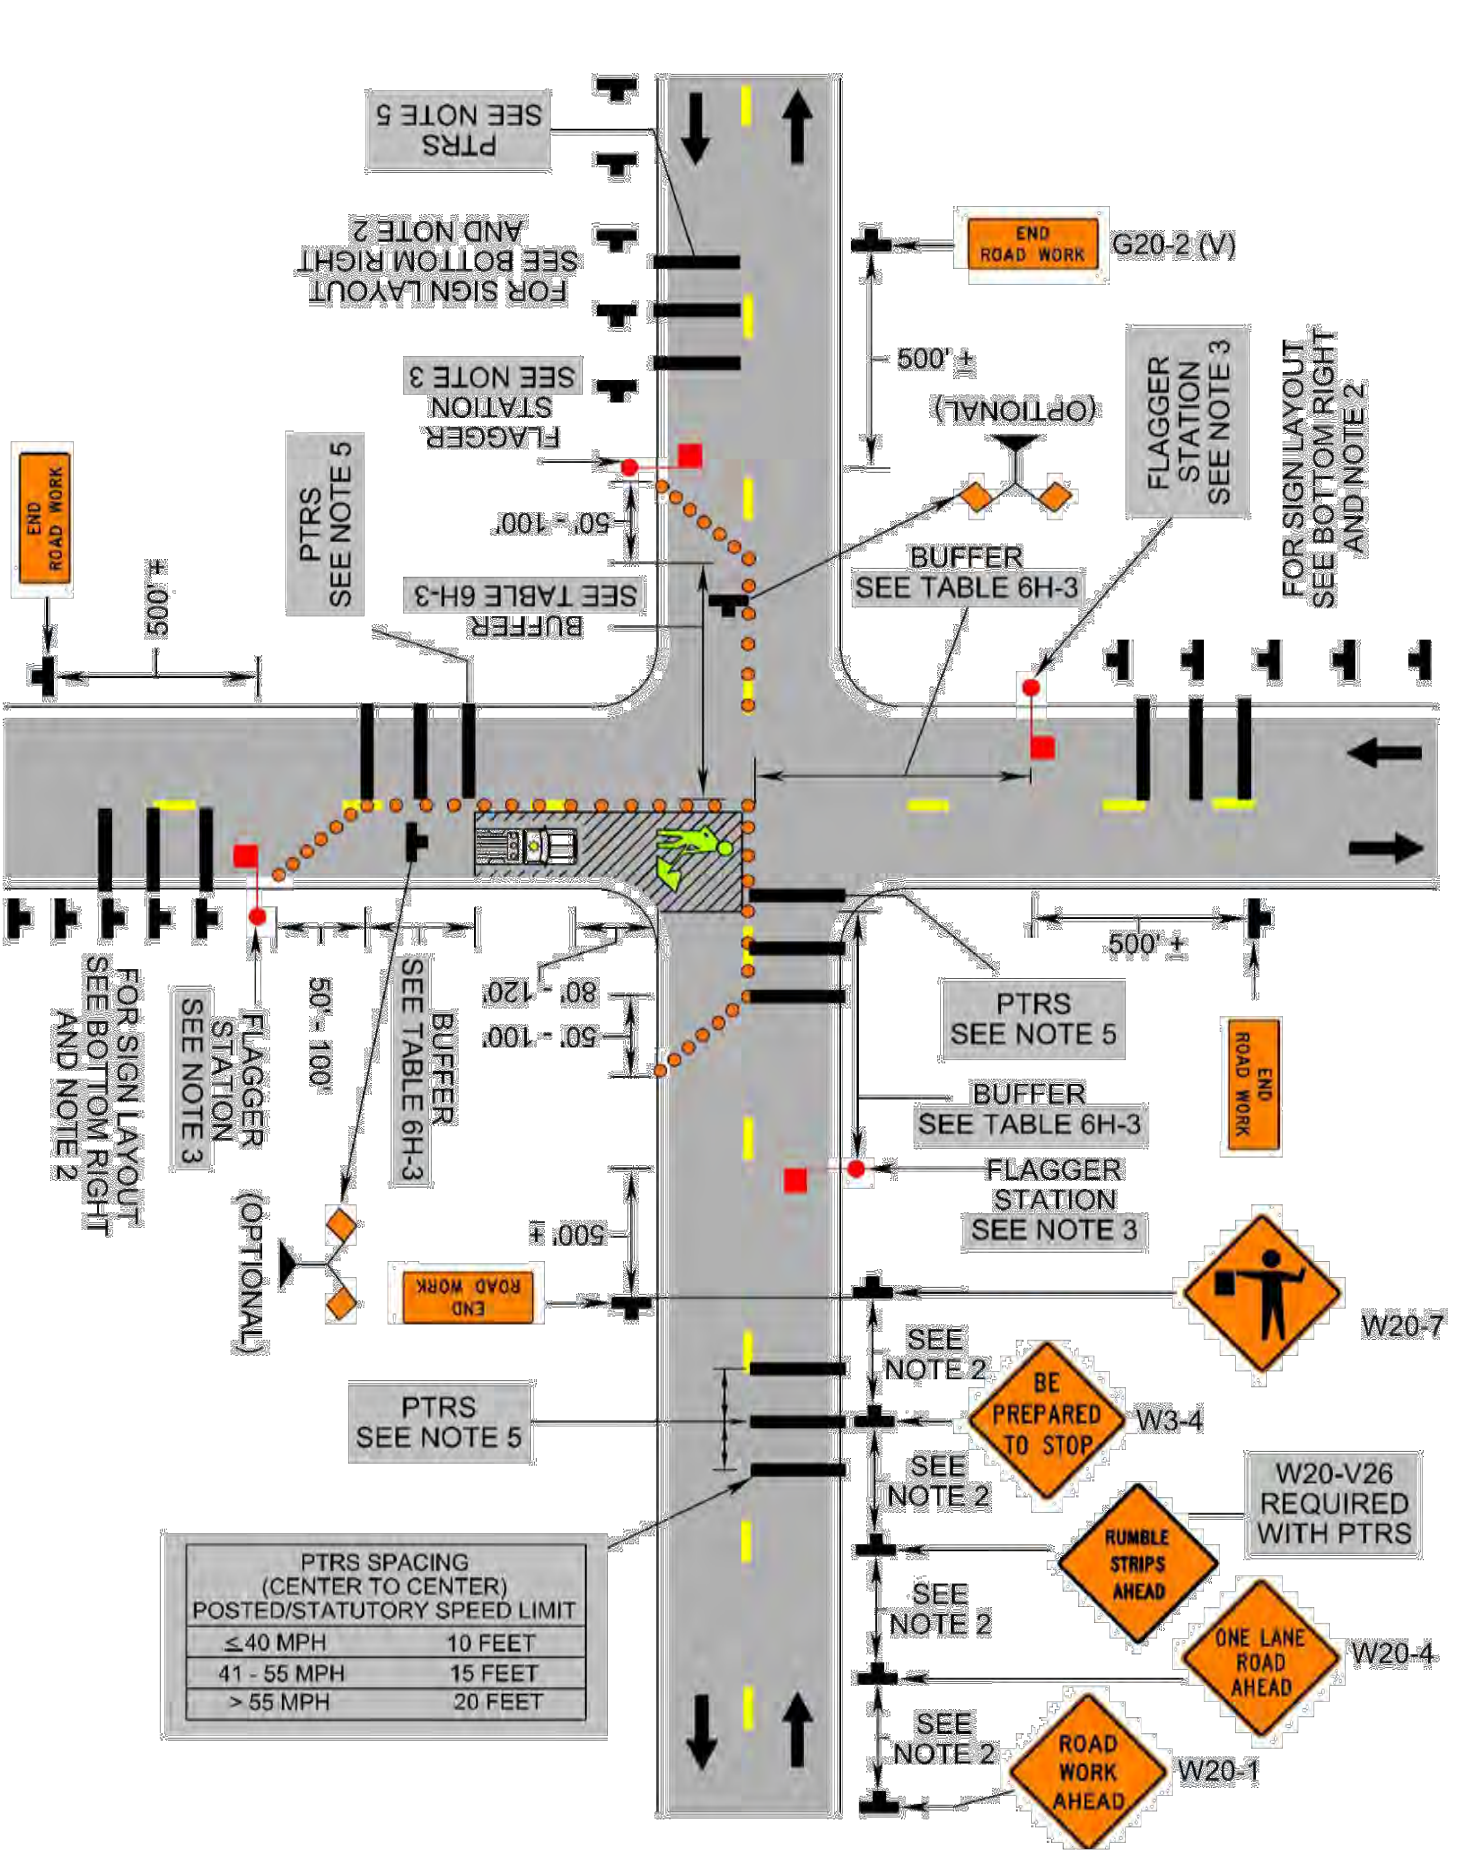 PTRS
SEE NOTE 5
FOR SIGN LAYOUT
SEE BOTTOM RIGHT
AND NOTE 2
FLAGGER
STATION
SEE NOTE 3
END
ROAD WORK
G20-2 (V)
500' ±
(OPTIONAL)
FLAGGER
STATION
SEE NOTE 3
FOR SIGN LAYOUT
SEE BOTTOM RIGHT
AND NOTE 2
END
ROAD WORK
500' ±
PTRS
SEE NOTE 5
50' - 100'
BUFFER
SEE TABLE 6H-3
BUFFER
SEE TABLE 6H-3
500' ±
END
ROAD WORK
FOR SIGN LAYOUT
SEE BOTTOM RIGHT
AND NOTE 2
FLAGGER
STATION
SEE NOTE 3
50' - 100'
BUFFER
SEE TABLE 6H-3
80' - 120'
50' - 100'
(OPTIONAL)
500' ±
END
ROAD WORK
PTRS
SEE NOTE 5
BUFFER
SEE TABLE 6H-3
FLAGGER
STATION
SEE NOTE 3
W20-7
SEE
NOTE 2
BE
PREPARED
TO STOP
W3-4
PTRS
SEE NOTE 5
SEE
NOTE 2
RUMBLE
STRIPS
AHEAD
W20-V26
REQUIRED
WITH PTRS
SEE
NOTE 2
ONE LANE
ROAD
AHEAD
W20-4
SEE
NOTE 2
ROAD
WORK
AHEAD
W20-1
PTRS SPACING
(CENTER TO CENTER)
POSTED/STATUTORY SPEED LIMIT
≤40 MPH 10 FEET
41 - 55 MPH 15 FEET
> 55 MPH 20 FEET